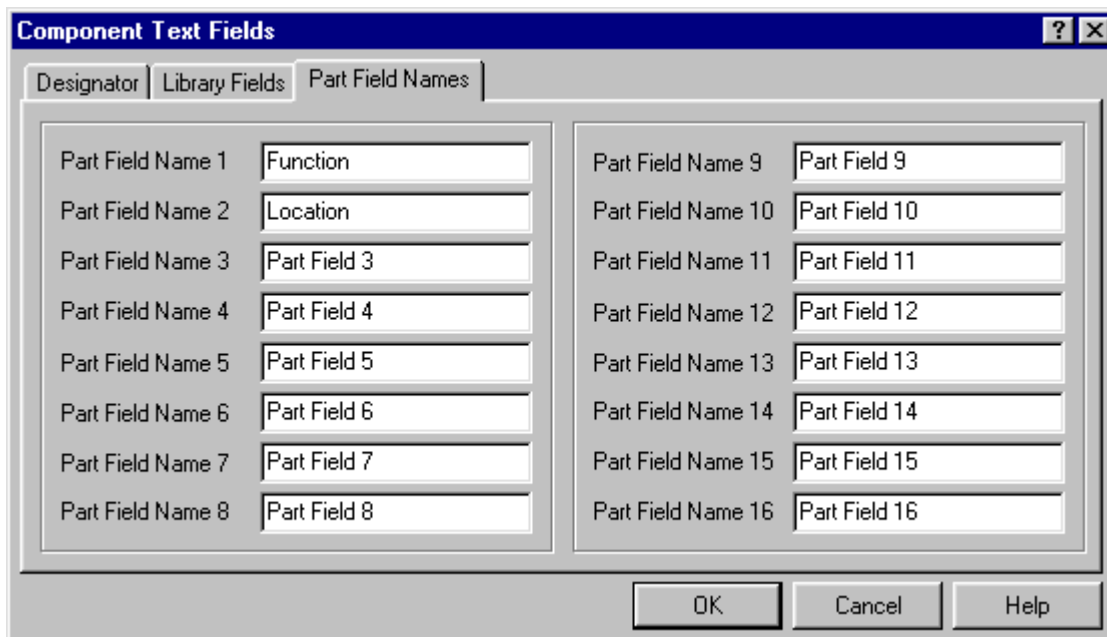 Component Text Fields
Designator Library Fields Part Field Names
Part Field Name 1 Function
Part Field Name 2 Location
Part Field Name 3 Part Field 3
Part Field Name 4 Part Field 4
Part Field Name 5 Part Field 5
Part Field Name 6 Part Field 6
Part Field Name 7 Part Field 7
Part Field Name 8 Part Field 8
Part Field Name 9 Part Field 9
Part Field Name 10 Part Field 10
Part Field Name 11 Part Field 11
Part Field Name 12 Part Field 12
Part Field Name 13 Part Field 13
Part Field Name 14 Part Field 14
Part Field Name 15 Part Field 15
Part Field Name 16 Part Field 16
OK Cancel Help